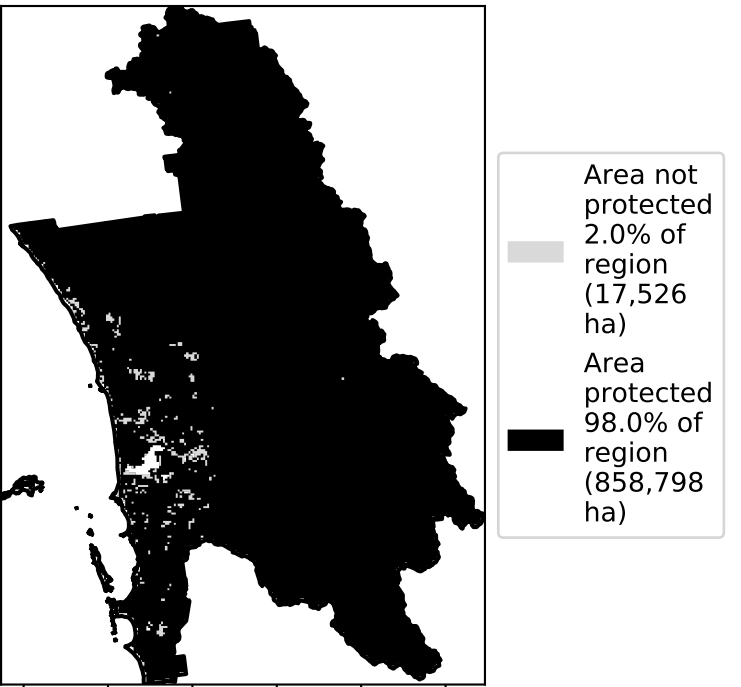 Area not
protected
2.0% of
region
(17,526
ha)
Area
protected
98.0% of
region
(858,798
ha)